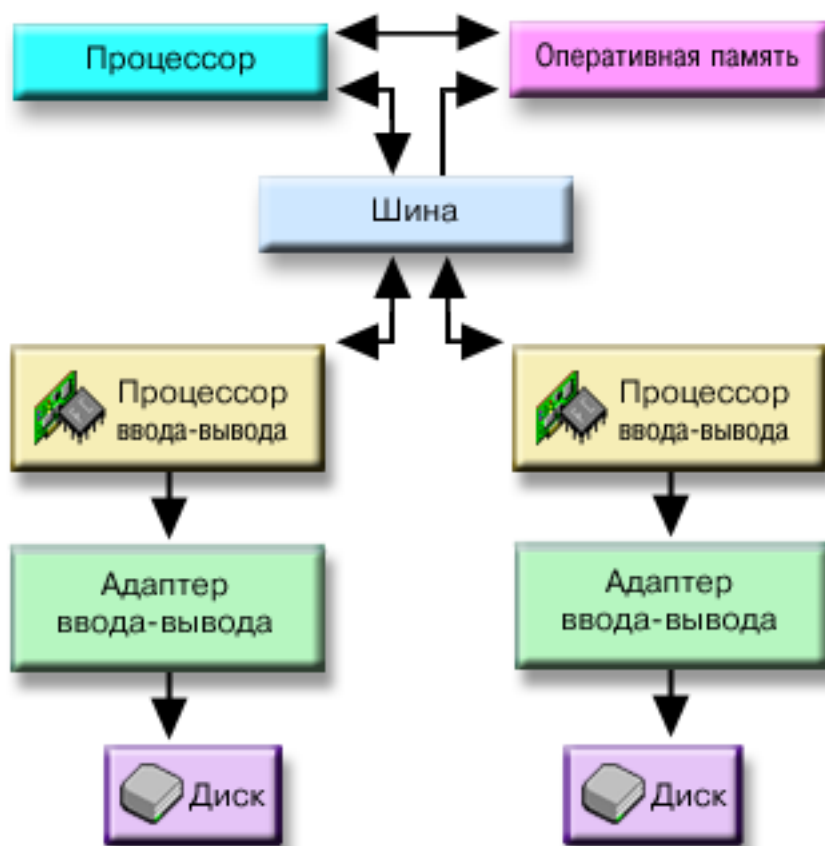 Процессор
Оперативная память
Шина
Процессор
ввода-вывода
Процессор
ввода-вывода
Адаптер
ввода-вывода
Адаптер
ввода-вывода
Диск
Диск